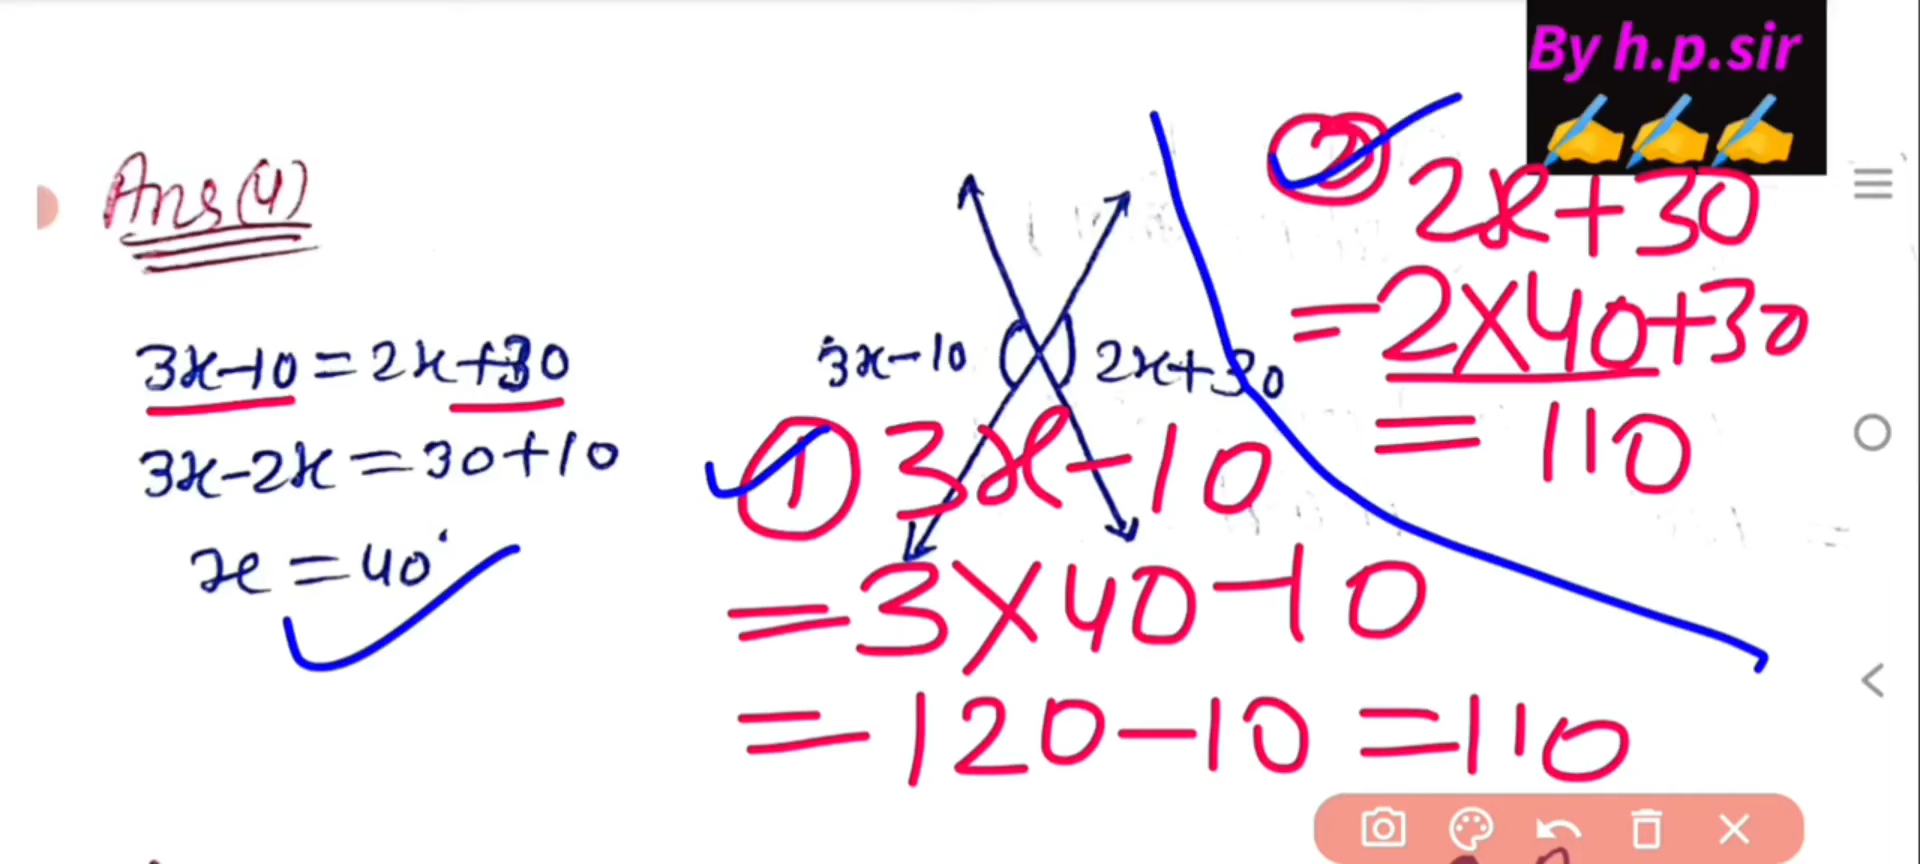 By h.p.sir
Ans (4)
3x-10=2x+30
3x-2x=30+10
x=40°
3x-10
2x+30
① 3x-10
=3×40-10
=120-10=110
② 2x+30
=2×40+30
=110